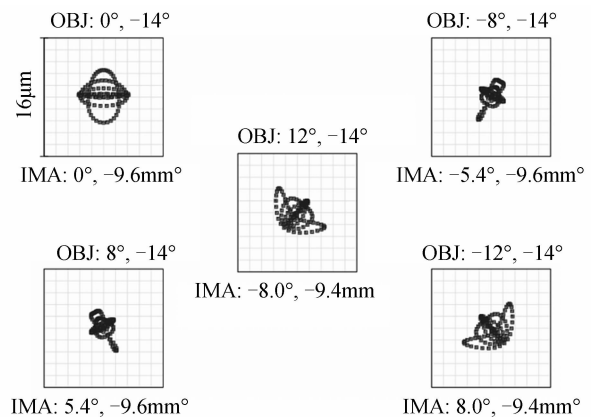 OBJ: 0°, −14°
OBJ: −8°, −14°
16μm
OBJ: 12°, −14°
IMA: 0°, −9.6mm°
IMA: −5.4°, −9.6mm°
OBJ: 8°, −14°
OBJ: −12°, −14°
IMA: −8.0°, −9.4mm
IMA: 5.4°, −9.6mm°
IMA: 8.0°, −9.4mm°